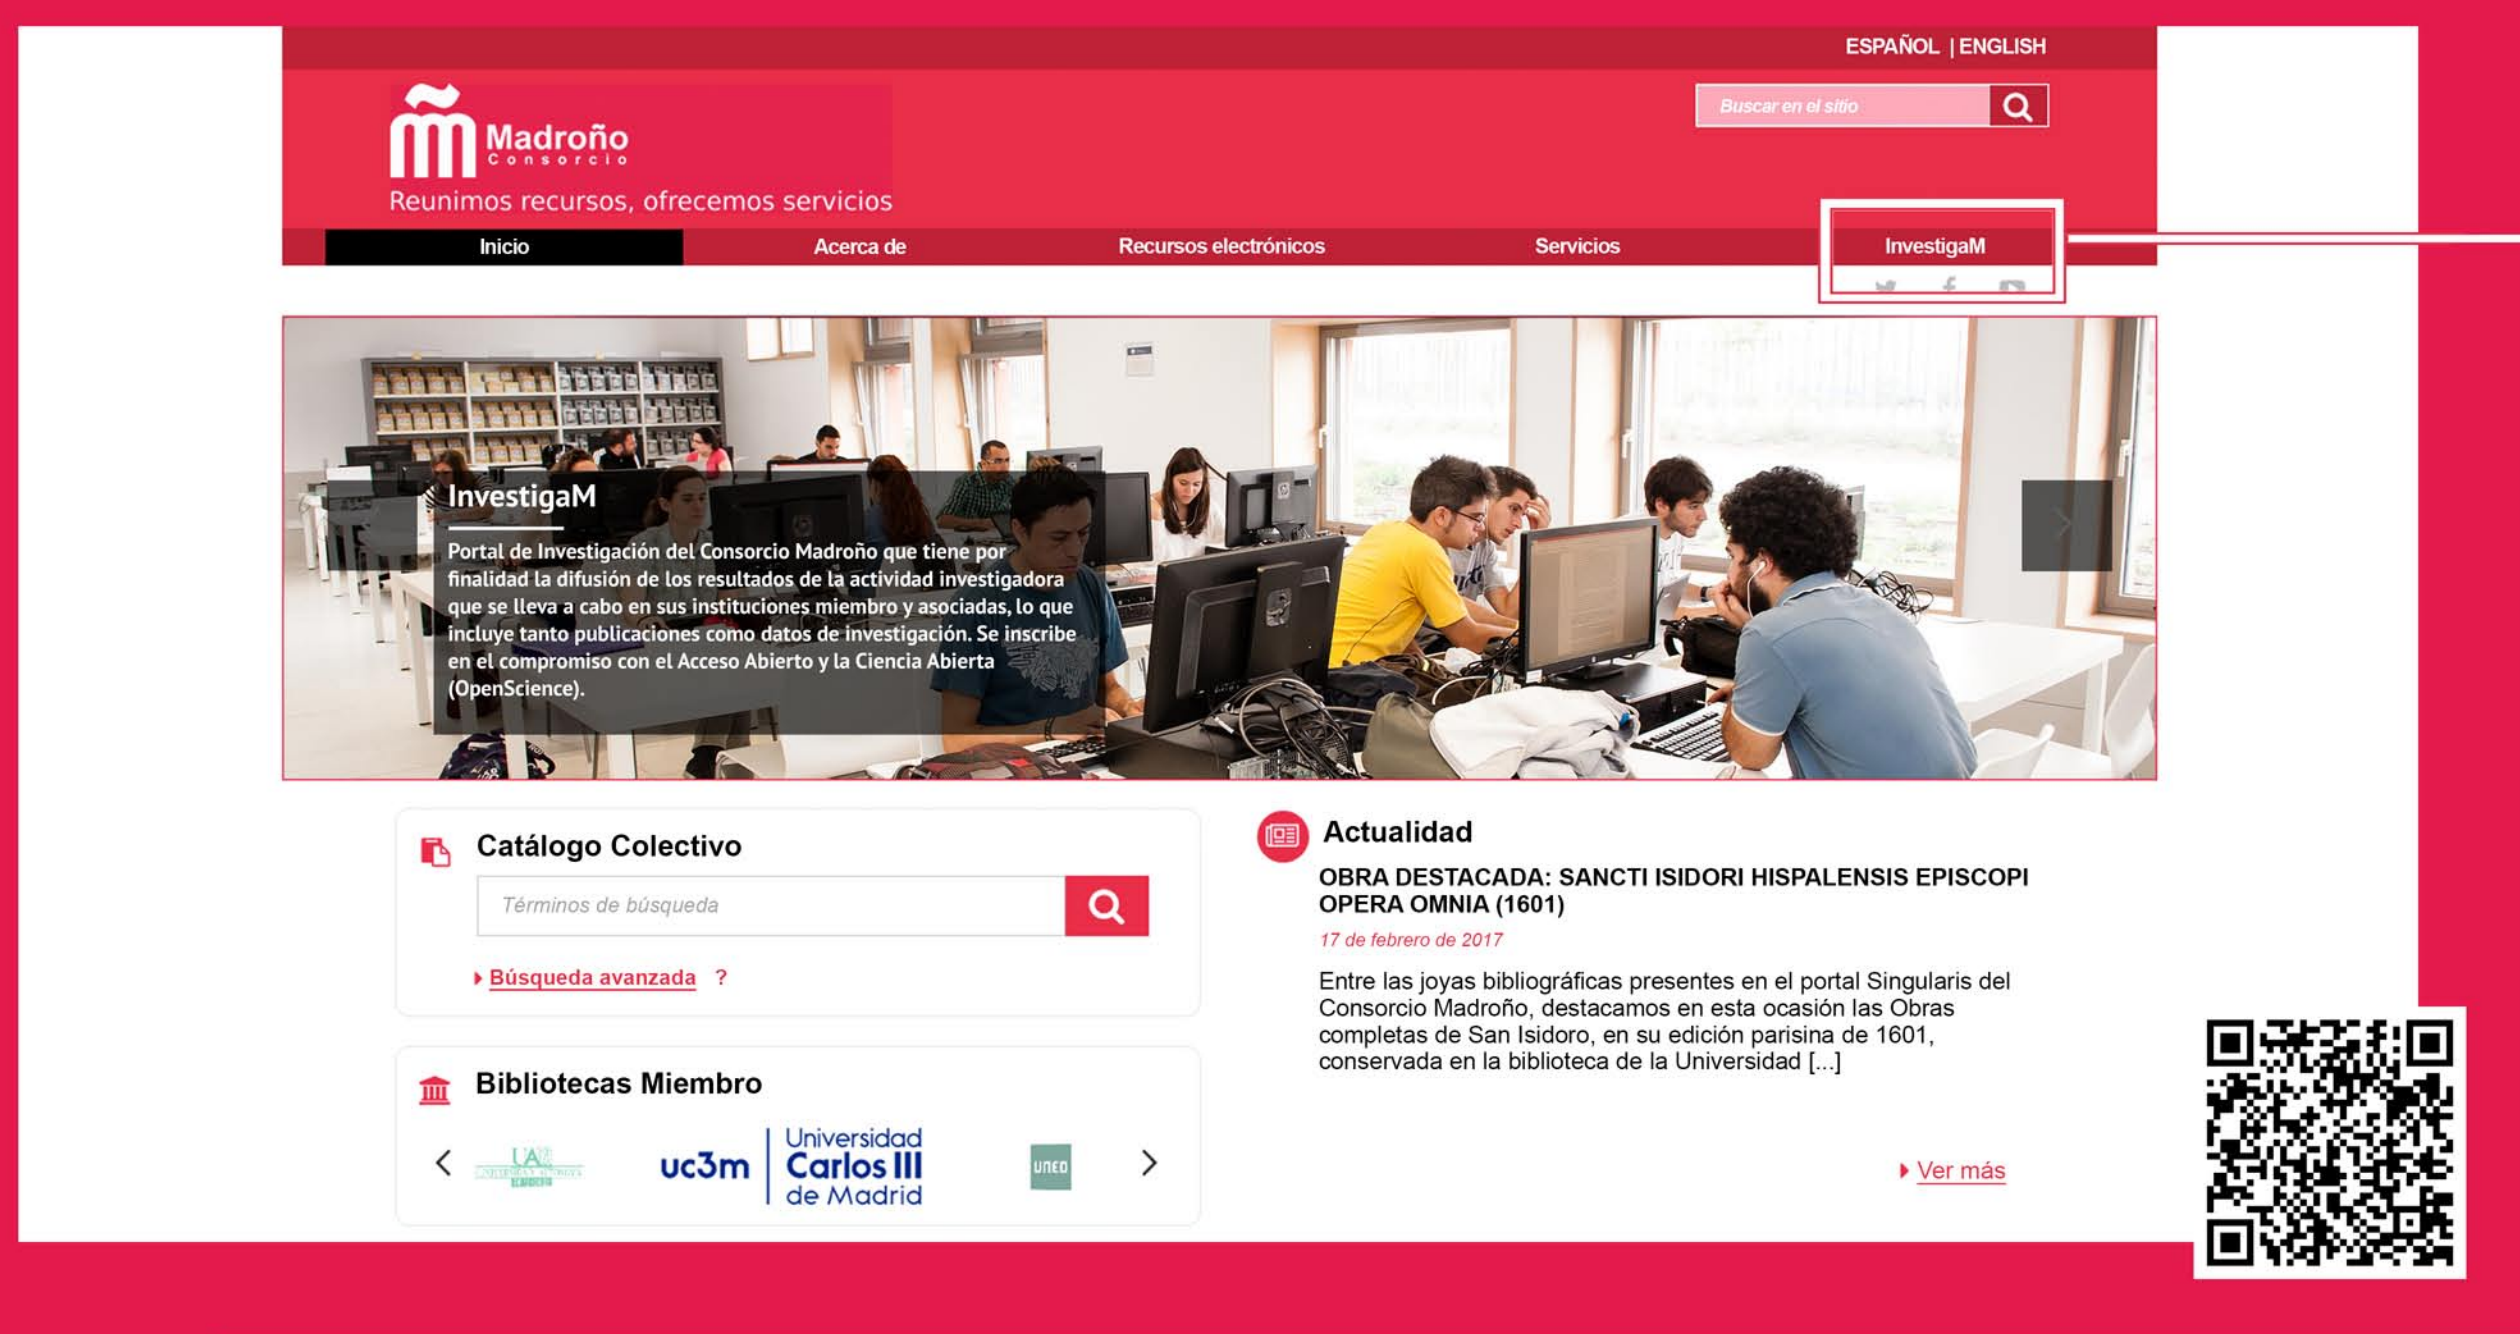 ESPAÑOL | ENGLISH
Buscar en el sitio
Madroño
Consorcio
Reunimos recursos, ofrecemos servicios
Inicio
Acerca de
Recursos electrónicos
Servicios
InvestigaM
InvestigaM
Portal de Investigación del Consorcio Madroño que tiene por
finalidad la difusión de los resultados de la actividad investigadora
que se lleva a cabo en sus instituciones miembro y asociadas, lo que
incluye tanto publicaciones como datos de investigación. Se inscribe
en el compromiso con el Acceso Abierto y la Ciencia Abierta
(OpenScience).
Catálogo Colectivo
Términos de búsqueda
Búsqueda avanzada ?
Bibliotecas Miembro
UA
uc3m
Universidad
Carlos III
de Madrid
UNED
Actualidad
OBRA DESTACADA: SANCTI ISIDORI HISPALENSIS EPISCOPI
OPERA OMNIA (1601)
17 de febrero de 2017
Entre las joyas bibliográficas presentes en el portal Singularis del
Consorcio Madroño, destacamos en esta ocasión las Obras
completas de San Isidoro, en su edición parisina de 1601,
conservada en la biblioteca de la Universidad [...]
Ver más